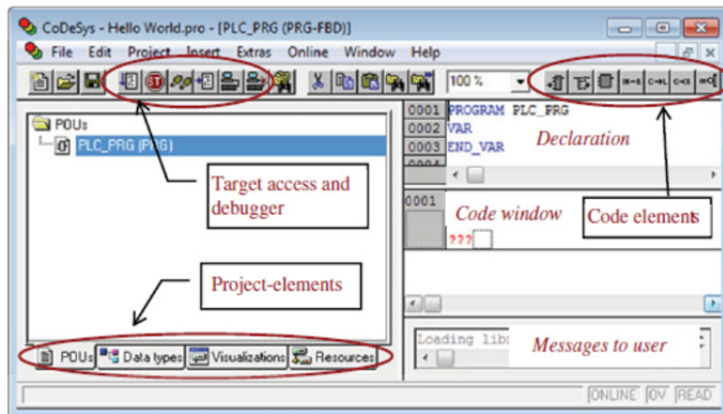 CoDeSys - Hello World.pro - [PLC_PRG (PRG-FBD)]
File Edit Project Insert Extras Online Window Help
100 %
POUs
PLC_PRG (PRG)
0001 PROGRAM PLC_PRG
0002 VAR
0003 END_VAR
0004
Declaration
Target access and
debugger
0001
Code window
???
Code elements
Project-elements
POUs Data types Visualizations Resources
Messages to user
ONLINE OV READ